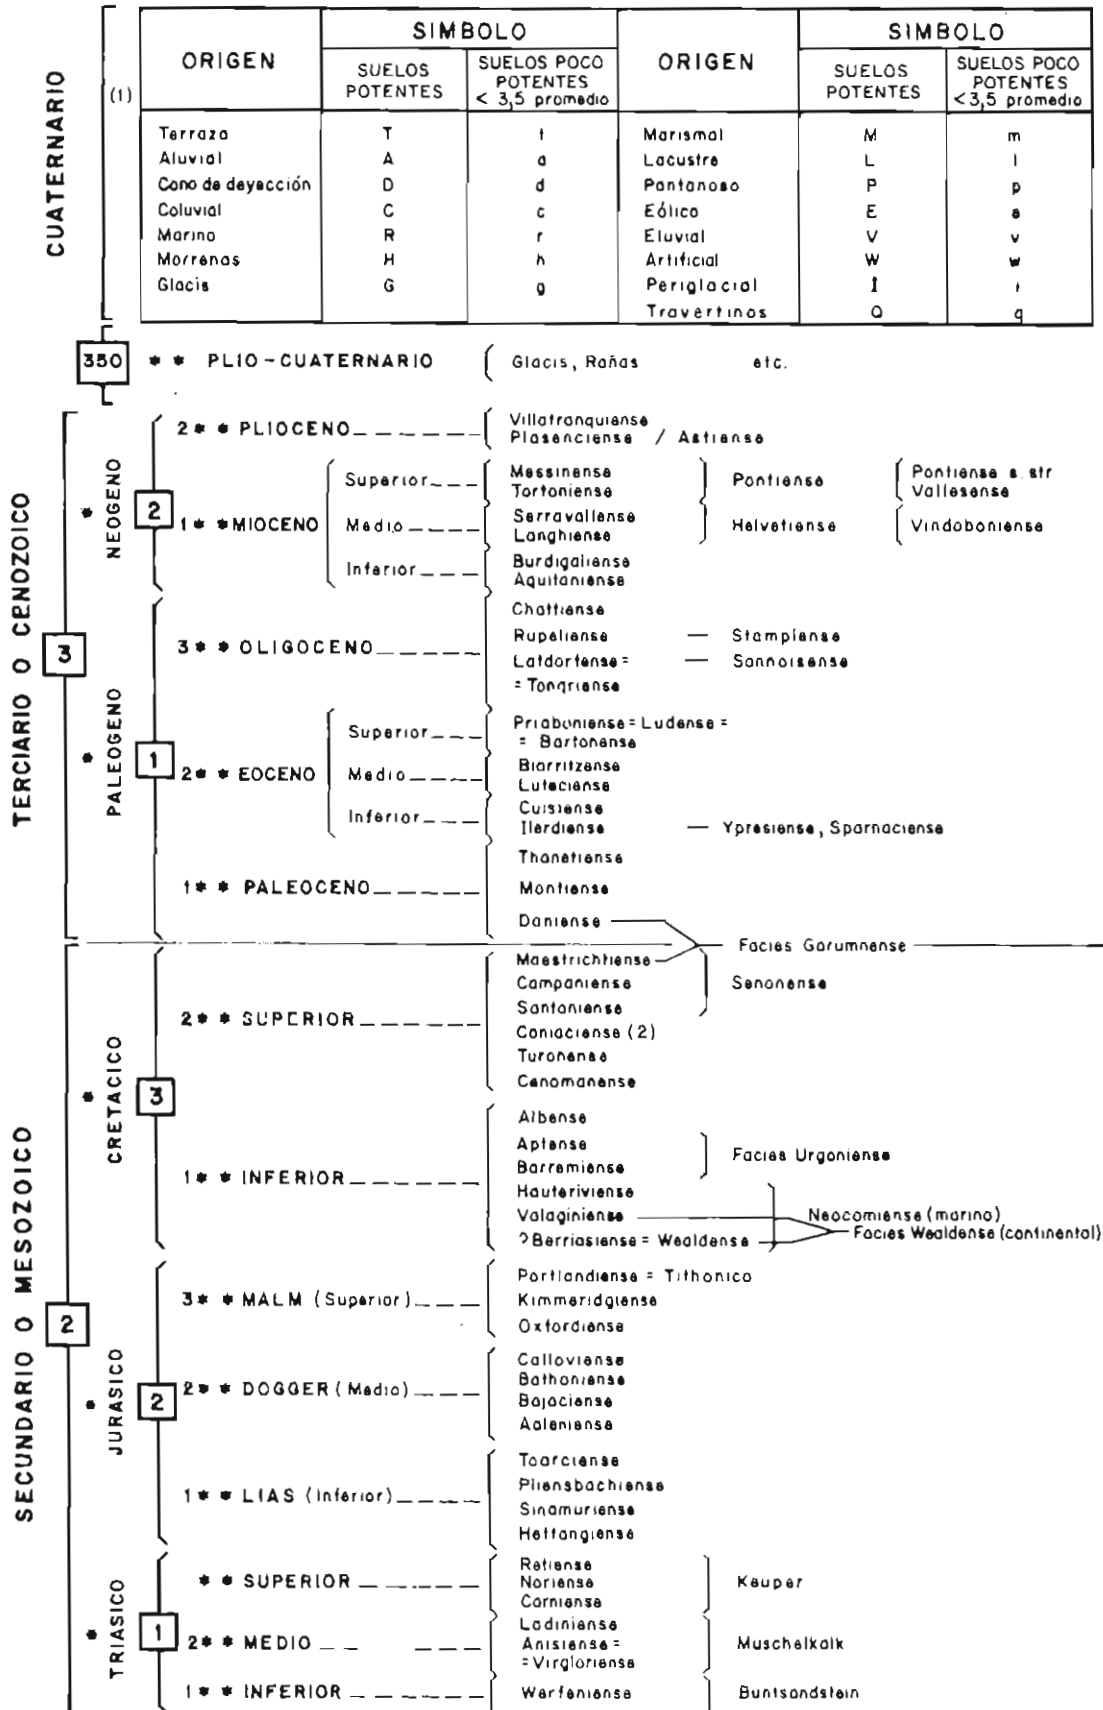 CUATERNARIO
(1)
ORIGEN SIMBOLO ORIGEN SIMBOLO
SUELOS POTENTES SUELOS POCO POTENTES < 3,5 promedio SUELOS POTENTES SUELOS POCO POTENTES <3,5 promedio
Terraza T t Marismal M m
Aluvial A a Lacustre L l
Cono de deyección D d Pantanoso P p
Coluvial C c Eólico E e
Marino R r Eluvial V v
Morrenas H h Artificial W w
Glacis G g Periglacial I i
Travertinos Q q
350 * * PLIO-CUATERNARIO Glacis, Rañas etc.
TERCIARIO O CENOZOICO
3
* NEOGENO
2
2 * * PLIOCENO
Villafranquiense
Plasenciense / Astiense
1 * * MIOCENO
Superior
Messinense
Tortoniense
Pontiense
Pontiense s. str
Vallesense
Medio
Serravallense
Langhiense
Helvetiense
Vindoboniense
Inferior
Burdigaliense
Aquitaniense
* PALEOGENO
1
3 * * OLIGOCENO
Chattiense
Rupeliense — Stampiense
Latdorfense = — Sannoisense
= Tongriense
2 * * EOCENO
Superior
Priaboniense = Ludense =
= Bartonense
Medio
Biarritzense
Luteciense
Inferior
Cuisiense
Ilerdiense — Ypresiense, Sparnaciense
1 * * PALEOCENO
Thanetiense
Montiense
Daniense
Facies Garumnense
SECUNDARIO O MESOZOICO
2
* CRETACICO
3
2 * * SUPERIOR
Maestrichtiense
Campaniense
Santoniense
Senonense
Coniaciense (2)
Turonense
Cenomanense
1 * * INFERIOR
Albense
Aptense
Barremiense
Facies Urgoniense
Hauteriviense
Valaginiense
?Berriasiense = Wealdense
Neocomiense (marino)
Facies Wealdense (continental)
* JURASICO
2
3 * * MALM (Superior)
Portlandiense = Tithonico
Kimmeridgiense
Oxfordiense
2 * * DOGGER (Medio)
Calloviense
Bathoniense
Bajociense
Aaleniense
1 * * LIAS (Inferior)
Toarciense
Pliensbachiense
Sinamuriense
Hettangiense
* TRIASICO
1
* * SUPERIOR
Retiense
Noriense
Carniense
Keuper
2 * * MEDIO
Ladiniense
Anisiense =
=Virgloriense
Muschelkalk
1 * * INFERIOR
Werfeniense
Buntsandstein